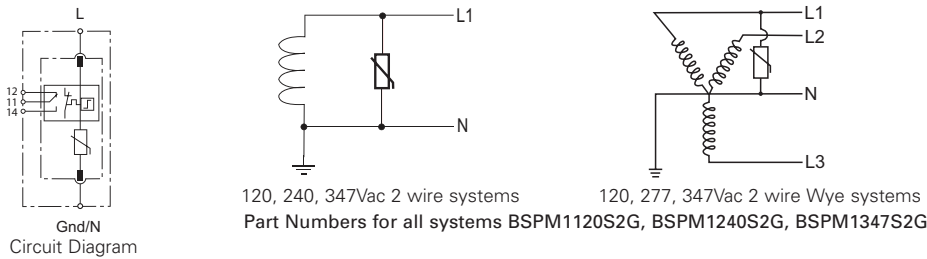 L
12
11
14
Gnd/N
Circuit Diagram
L1
N
120, 240, 347Vac 2 wire systems
L1
L2
N
L3
120, 277, 347Vac 2 wire Wye systems
Part Numbers for all systems BSPM1120S2G, BSPM1240S2G, BSPM1347S2G